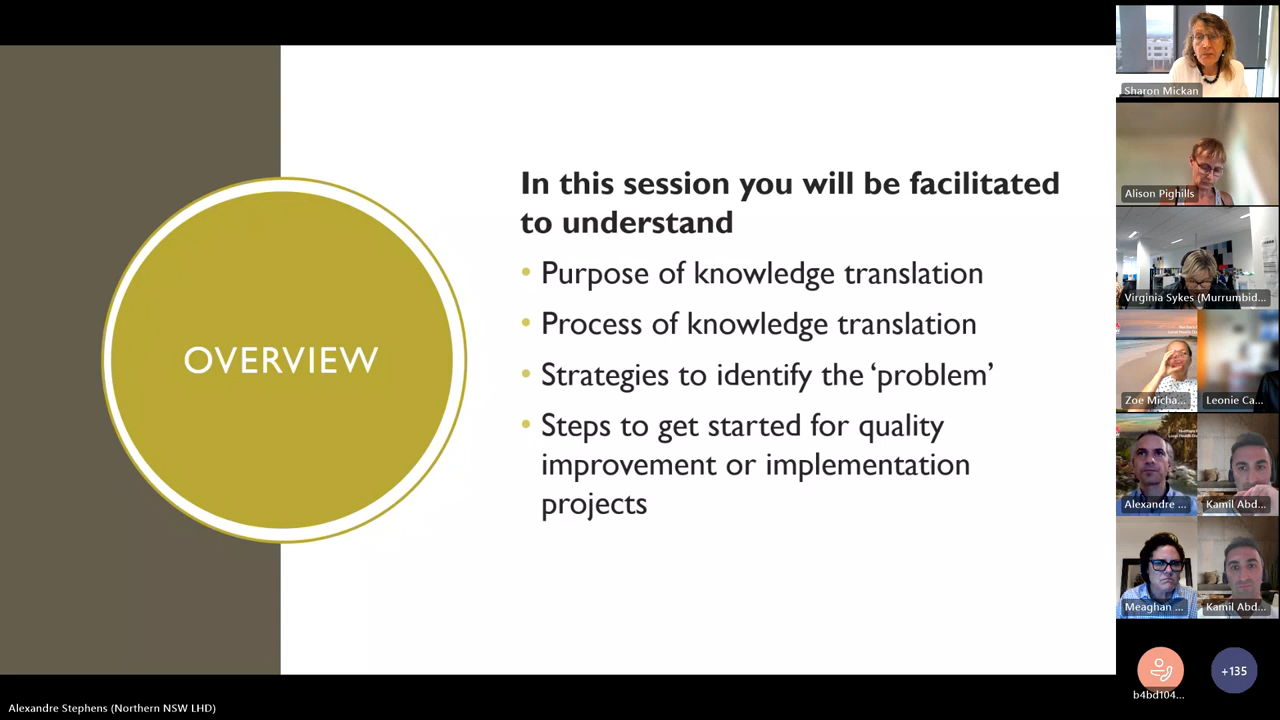 OVERVIEW
In this session you will be facilitated
to understand
• Purpose of knowledge translation
• Process of knowledge translation
• Strategies to identify the ‘problem’
• Steps to get started for quality
improvement or implementation
projects
Sharon Mickan
Alison Pighills
Virginia Sykes (Murrumbid...
Zoe Micha...
Leonie Ca...
Alexandre ...
Kamil Abd...
Meaghan ...
Kamil Abd...
b4bd104...
+135
Alexandre Stephens (Northern NSW LHD)